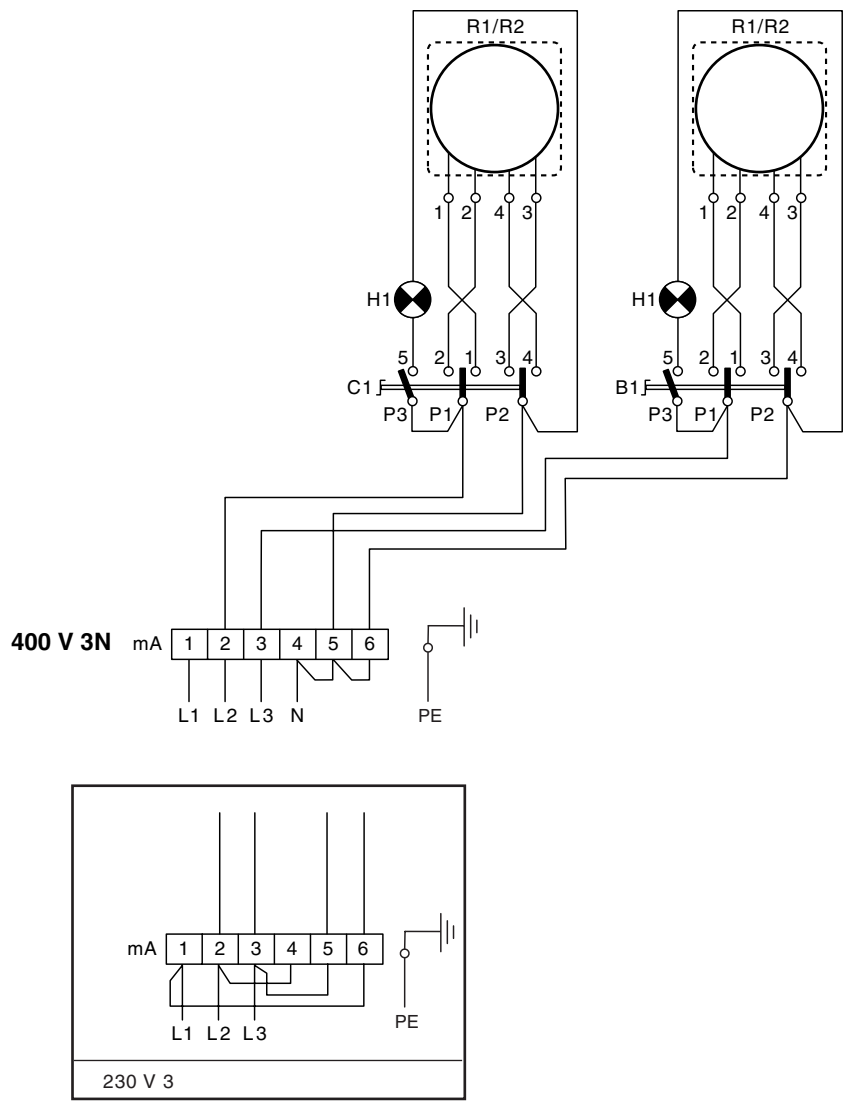 R1/R2 R1/R2
1 2 4 3 1 2 4 3
H1 H1
5 2 1 3 4 5 2 1 3 4
C1 B1
P3 P1 P2 P3 P1 P2
400 V 3N mA 1 2 3 4 5 6
L1 L2 L3 N PE
mA 1 2 3 4 5 6
L1 L2 L3 PE
230 V 3